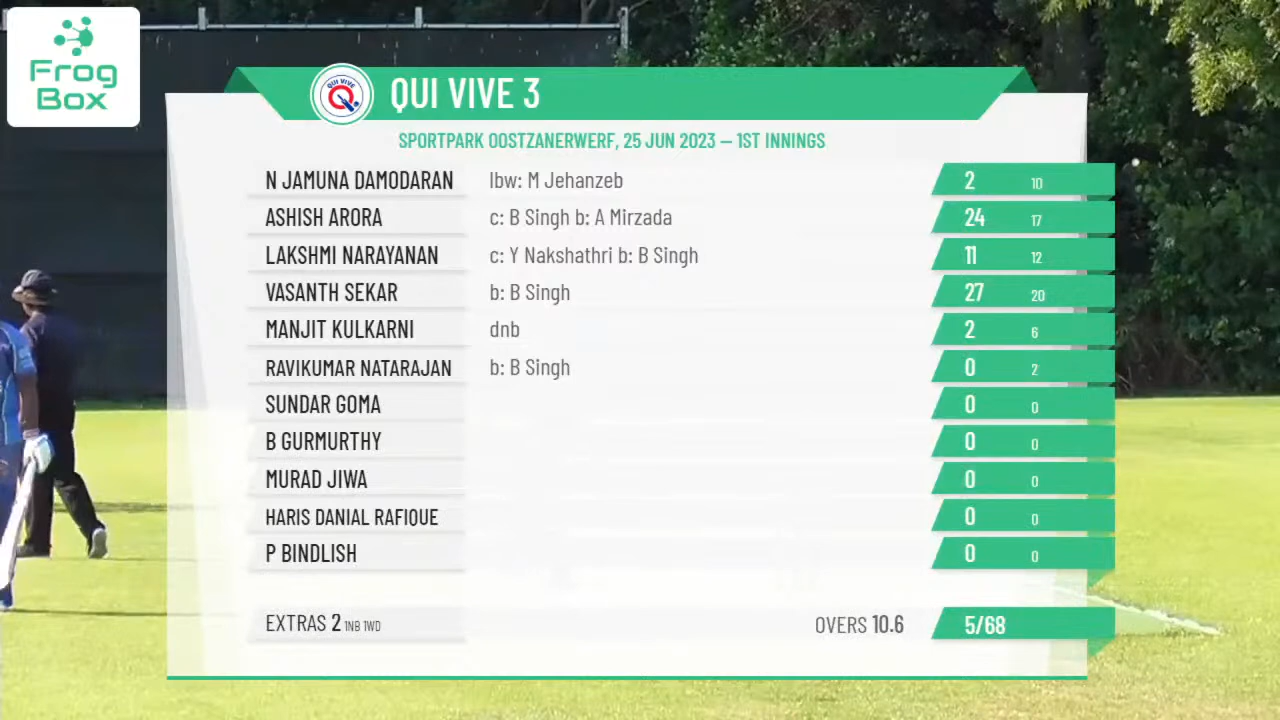 Frog
Box
QUI VIVE
QUI VIVE 3
SPORTPARK OOSTZANERWERF, 25 JUN 2023 – 1ST INNINGS
N JAMUNA DAMODARAN lbw: M Jehanzeb 2 10
ASHISH ARORA c: B Singh b: A Mirzada 24 17
LAKSHMI NARAYANAN c: Y Nakshathri b: B Singh 11 12
VASANTH SEKAR b: B Singh 27 20
MANJIT KULKARNI dnb 2 6
RAVIKUMAR NATARAJAN b: B Singh 0 2
SUNDAR GOMA 0 0
B GURMURTHY 0 0
MURAD JIWA 0 0
HARIS DANIAL RAFIQUE 0 0
P BINDLISH 0 0
EXTRAS 2 1NB 1WD OVERS 10.6 5/68